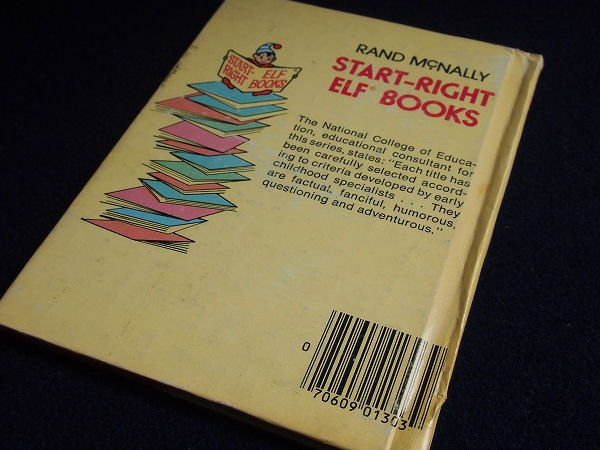 START- ELF
RIGHT BOOKS
RAND McNALLY
START-RIGHT
ELF® BOOKS
The National College of Educa-
tion, educational consultant for
this series, states: "Each title has
been carefully selected accord-
ing to criteria developed by early
childhood specialists . . . They
are factual, fanciful, humorous,
questioning and adventurous."
0
70609 01303